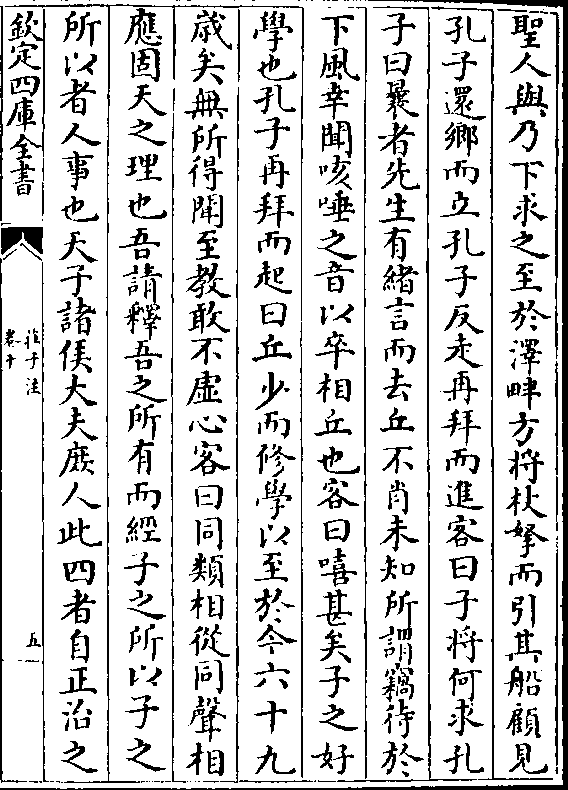 聖人與乃下求之至於澤畔方將杖拏而引其船顧見
孔子還鄉而立孔子反走再拜而進客曰子將何求孔
子曰曩者先生有緒言而去丘不肖未知所謂竊待於
下風幸聞咳唾之音以卒相丘也客曰嘻甚矣子之好
學也孔子再拜而起曰丘少而修學以至於今六十九
歲矣無所得聞至教敢不虛心客曰同類相從同聲相
應固天之理也吾請釋吾之所有而經子之所以子之
所以者人事也天子諸侯大夫庶人此四者自正治之
欽定四庫全書
莊子注
卷十
五